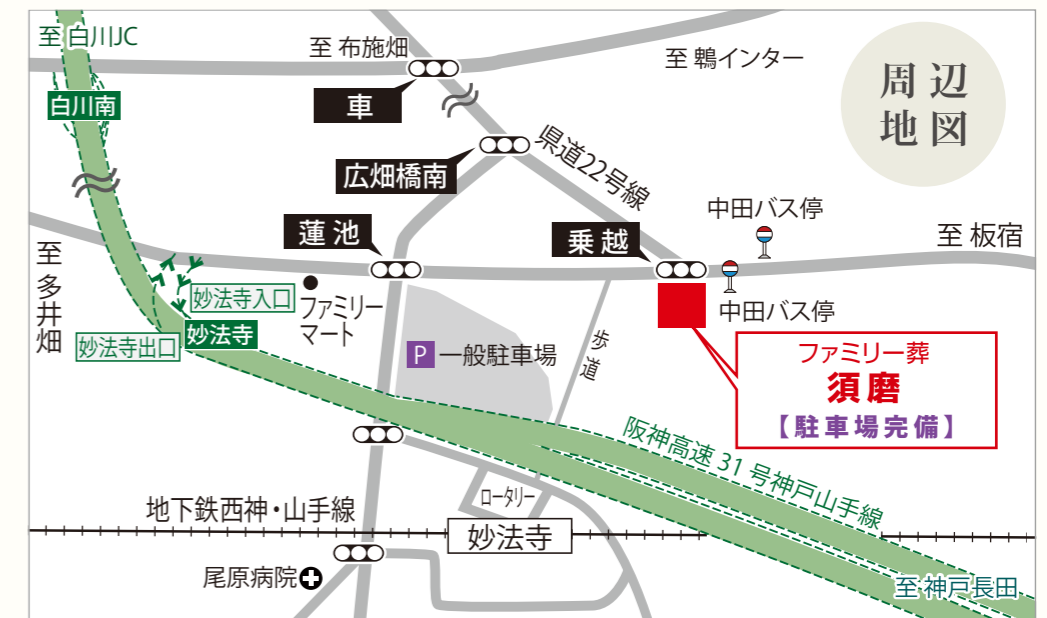 至 白川JC
至 布施畑
至 鵯インター
周辺
地図
白川南
車
広畑橋南
県道22号線
中田バス停
蓮池
乗越
至 板宿
至 多井畑
妙法寺入口
ファミリー
マート
中田バス停
妙法寺
妙法寺出口
P 一般駐車場
歩道
ファミリー葬
須磨
【駐車場完備】
阪神高速 31 号神戸山手線
ロータリー
地下鉄西神・山手線
妙法寺
尾原病院
至 神戸長田